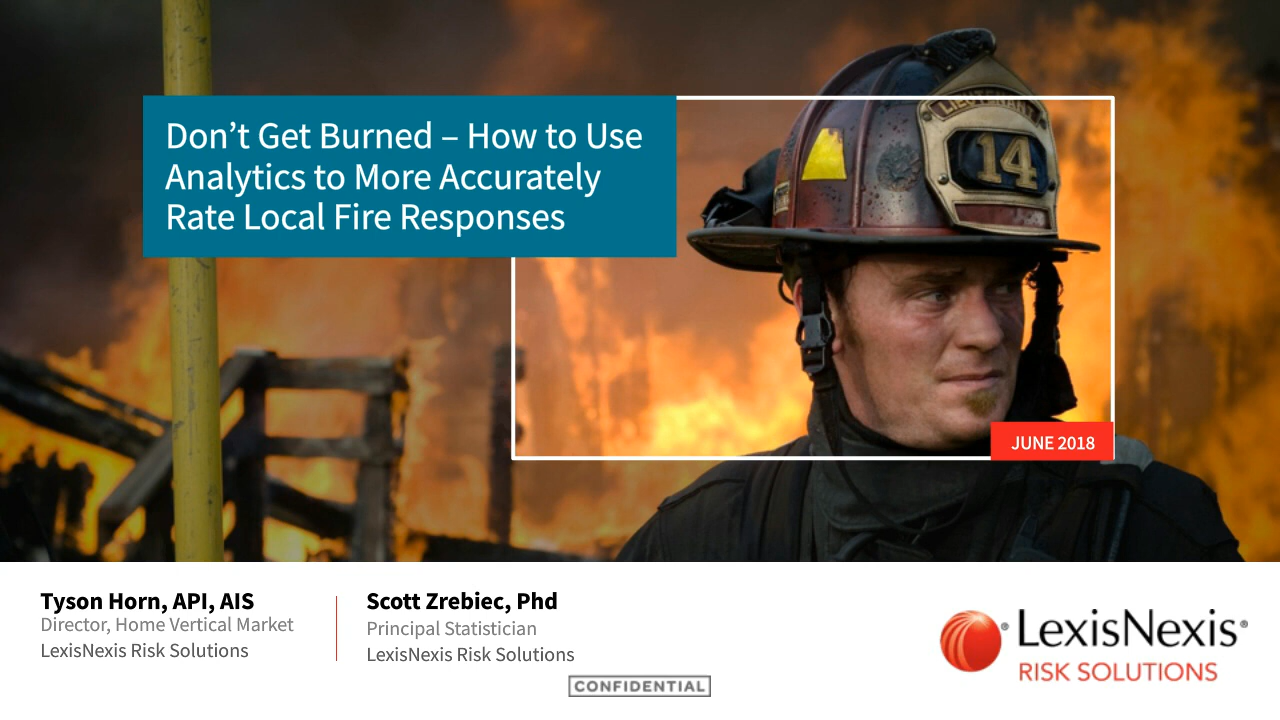 Don’t Get Burned – How to Use
Analytics to More Accurately
Rate Local Fire Responses
LIEUTENANT
14
JUNE 2018
Tyson Horn, API, AIS
Director, Home Vertical Market
LexisNexis Risk Solutions
Scott Zrebiec, Phd
Principal Statistician
LexisNexis Risk Solutions
CONFIDENTIAL
® LexisNexis®
RISK SOLUTIONS